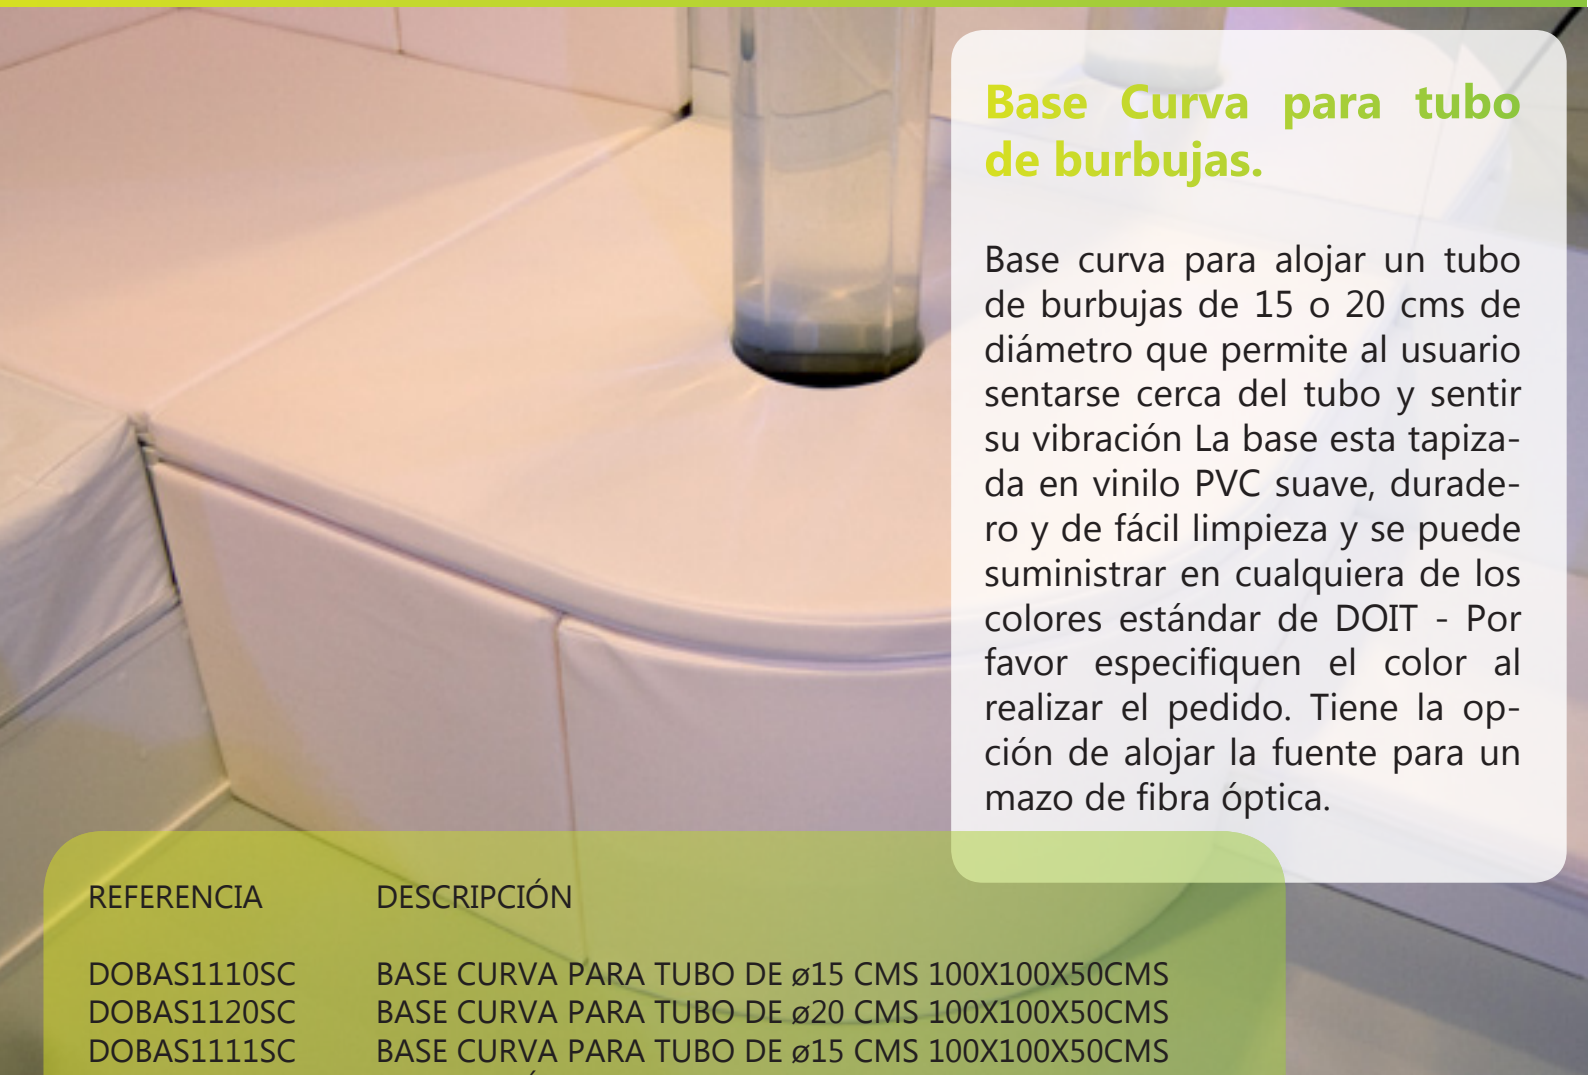 Base Curva para tubo
de burbujas.
Base curva para alojar un tubo
de burbujas de 15 o 20 cms de
diámetro que permite al usuario
sentarse cerca del tubo y sentir
su vibración La base esta tapiza-
da en vinilo PVC suave, durade-
ro y de fácil limpieza y se puede
suministrar en cualquiera de los
colores estándar de DOIT - Por
favor especifiquen el color al
realizar el pedido. Tiene la op-
ción de alojar la fuente para un
mazo de fibra óptica.
REFERENCIA DESCRIPCIÓN
DOBAS1110SC BASE CURVA PARA TUBO DE ø15 CMS 100X100X50CMS
DOBAS1120SC BASE CURVA PARA TUBO DE ø20 CMS 100X100X50CMS
DOBAS1111SC BASE CURVA PARA TUBO DE ø15 CMS 100X100X50CMS